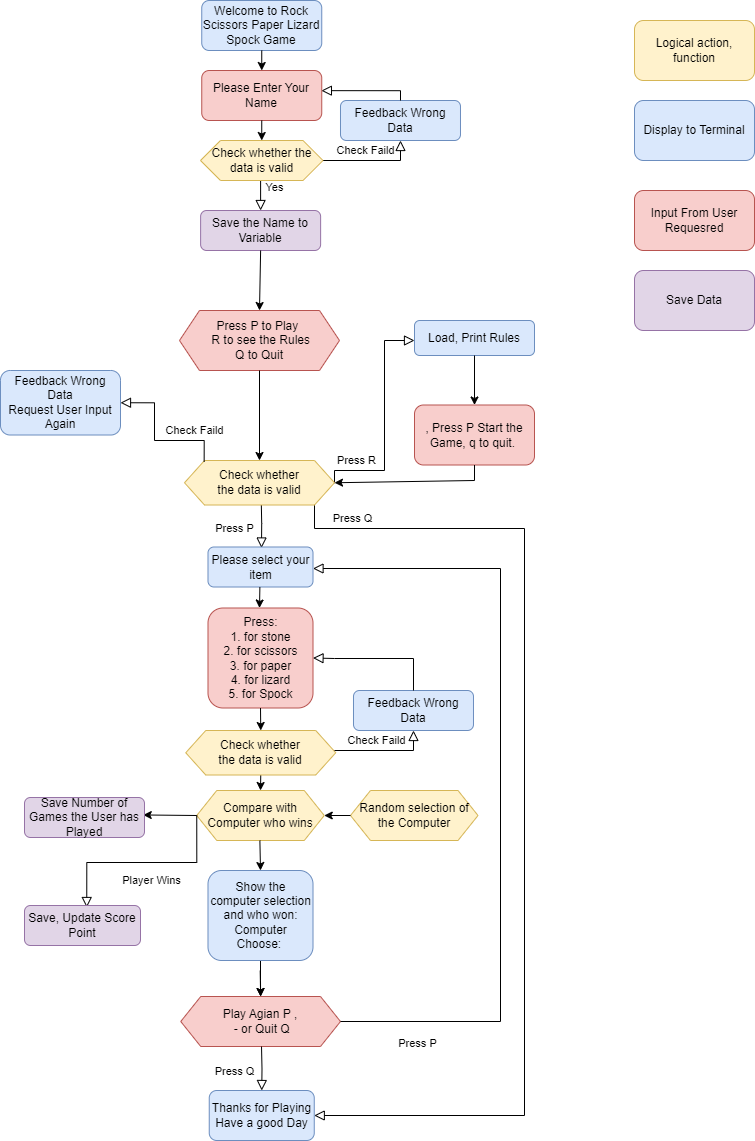 Welcome to Rock
Scissors Paper Lizard
Spock Game
Please Enter Your
Name
Feedback Wrong
Data
Check whether the
data is valid
Check Faild
Yes
Save the Name to
Variable
Press P to Play
R to see the Rules
Q to Quit
Load, Print Rules
Feedback Wrong
Data
Request User Input
Again
Check Faild
, Press P Start the
Game, q to quit.
Press R
Check whether
the data is valid
Press P
Press Q
Please select your
item
Press:
1. for stone
2. for scissors
3. for paper
4. for lizard
5. for Spock
Feedback Wrong
Data
Check Faild
Check whether
the data is valid
Save Number of
Games the User has
Played
Compare with
Computer who wins
Random selection of
the Computer
Player Wins
Save, Update Score
Point
Show the
computer selection
and who won:
Computer
Choose:
Play Agian P ,
- or Quit Q
Press P
Press Q
Thanks for Playing
Have a good Day
Logical action,
function
Display to Terminal
Input From User
Requesred
Save Data